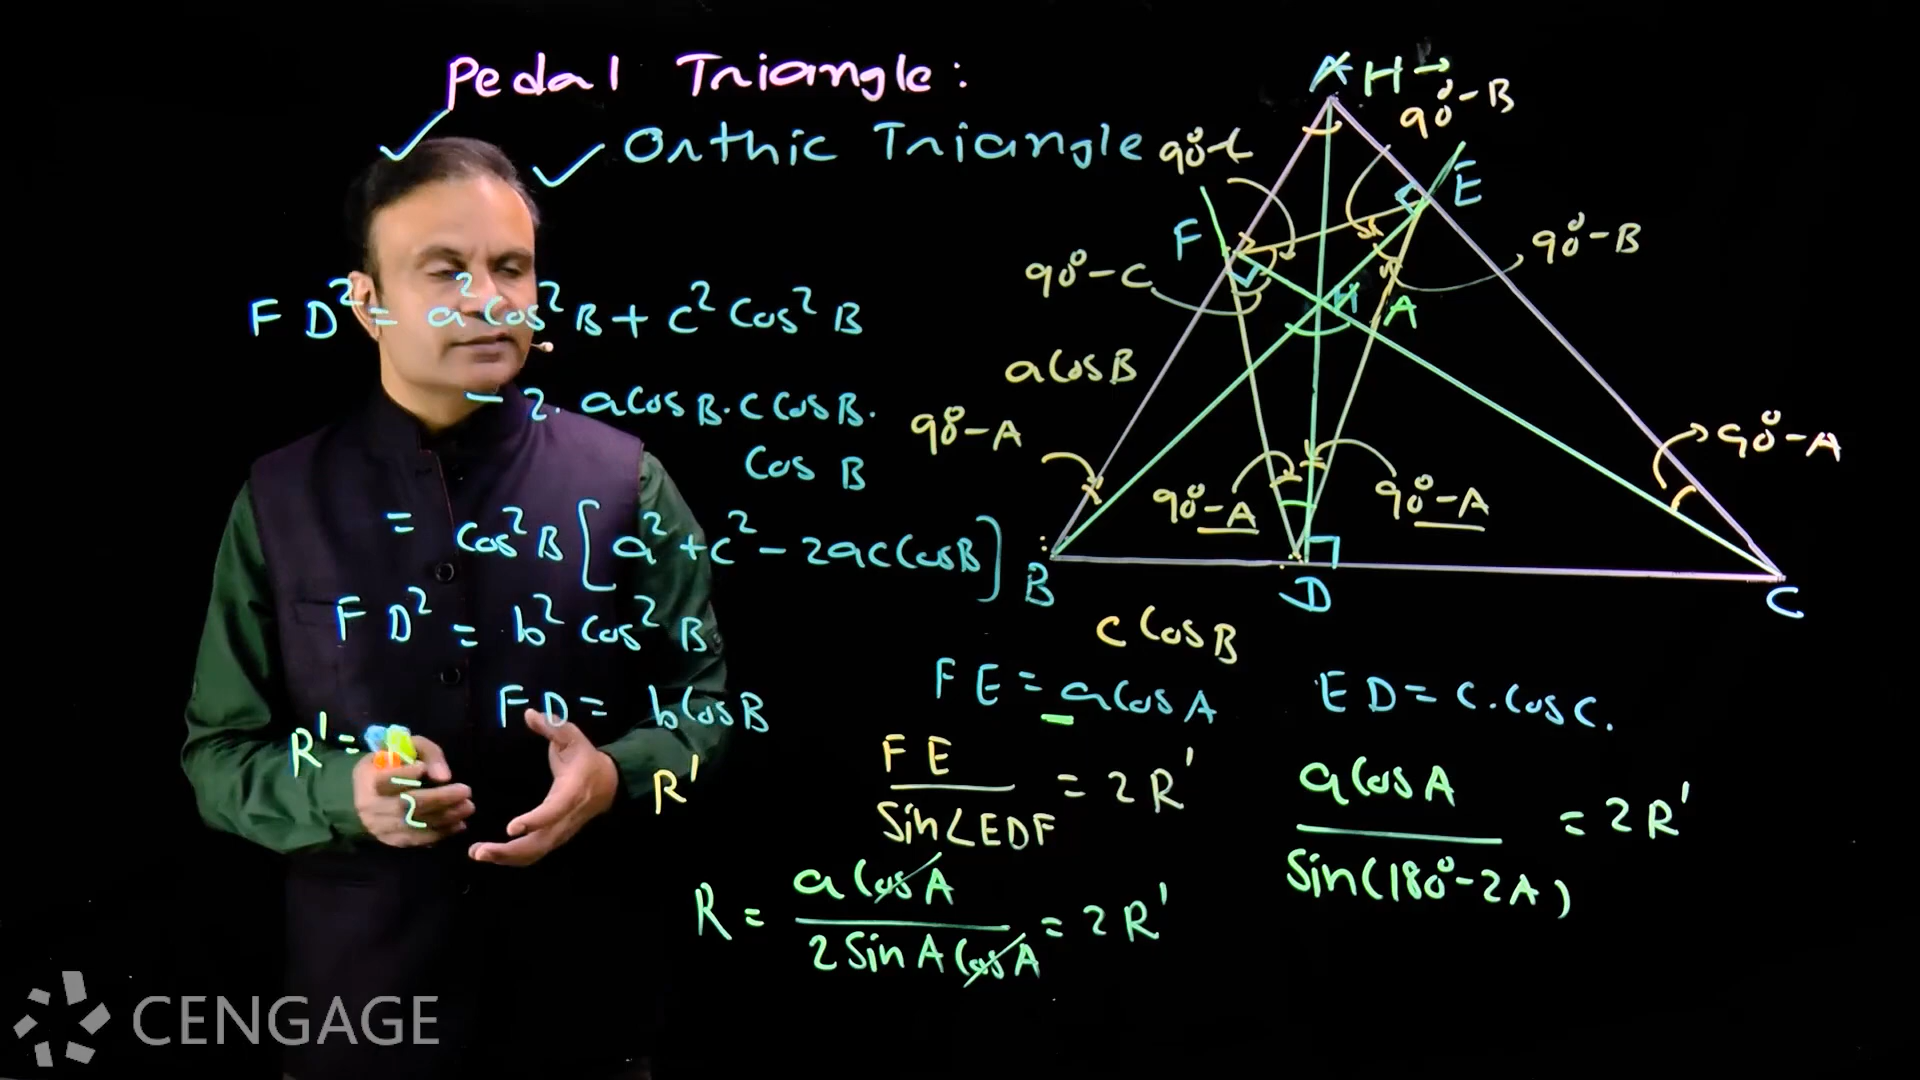 Pedal Triangle:
Orthic Triangle
FD² = a²Cos²B + c²Cos²B
- 2. aCosB. cCosB.
CosB
= Cos²B [a² + c² - 2acCosB]
FD² = b²Cos²B
FD = bCosB
R' = R/2
R'
A H →
90°-B
90°-C
E
F
90°-B
90°-C
H
A
aCosB
90°-A
90°-A
90°-A
90°-A
B
D
C
cCosB
FE = aCosA
ED = c.CosC.
FE/Sin∠EDF = 2R'
aCosA/Sin(180°-2A) = 2R'
R = aCosA/2SinACosA = 2R'
CENGAGE